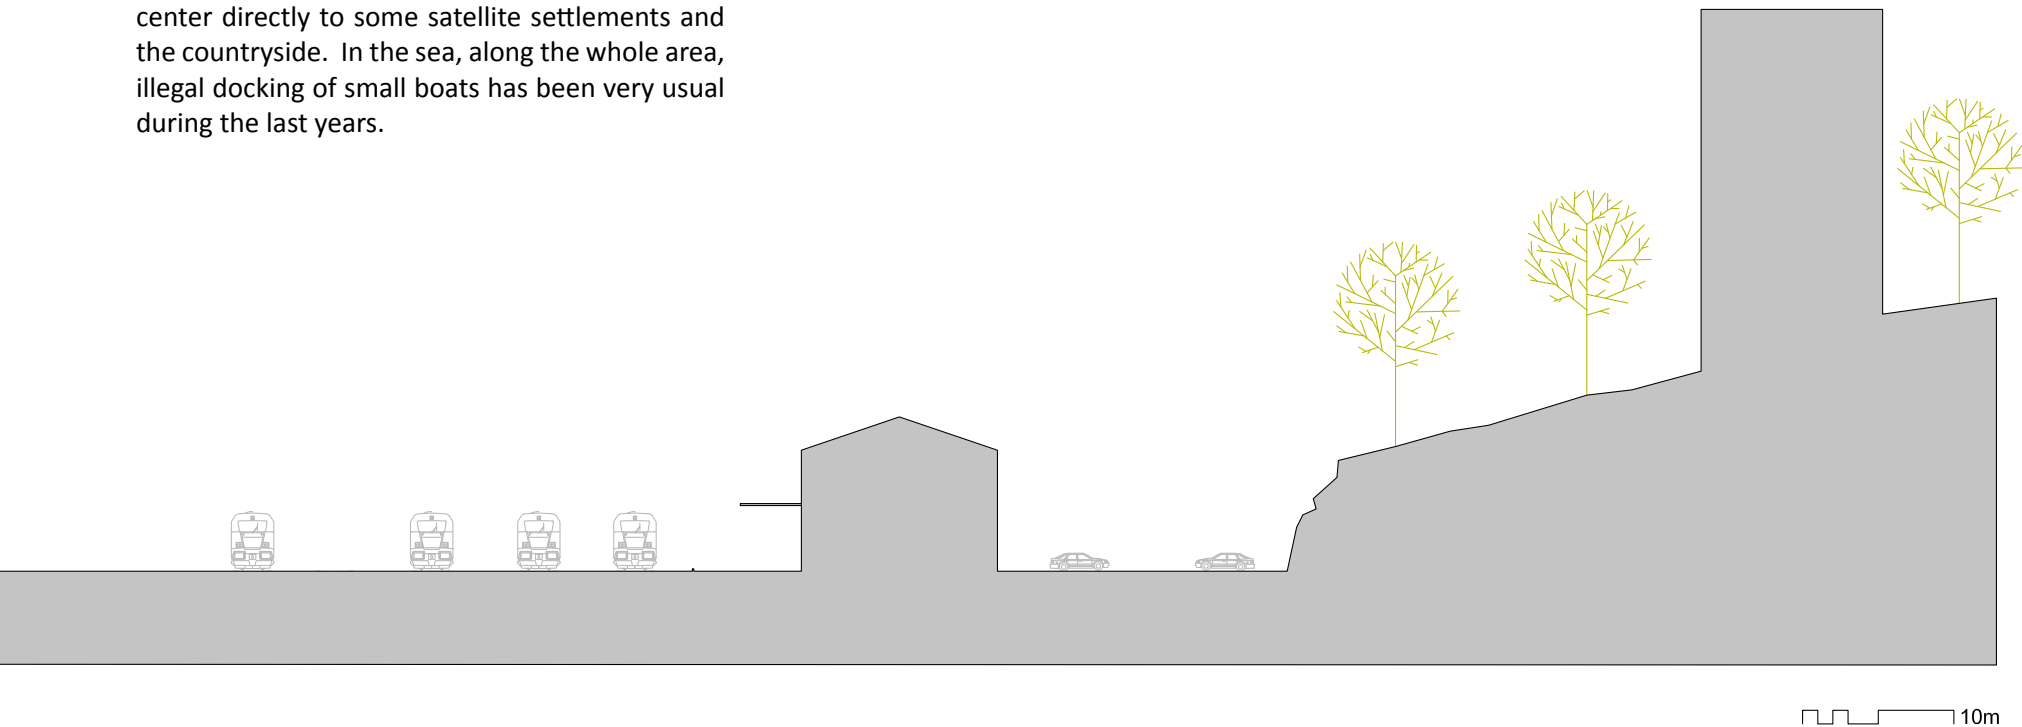 center directly to some satellite settlements and
the countryside. In the sea, along the whole area,
illegal docking of small boats has been very usual
during the last years.
10m